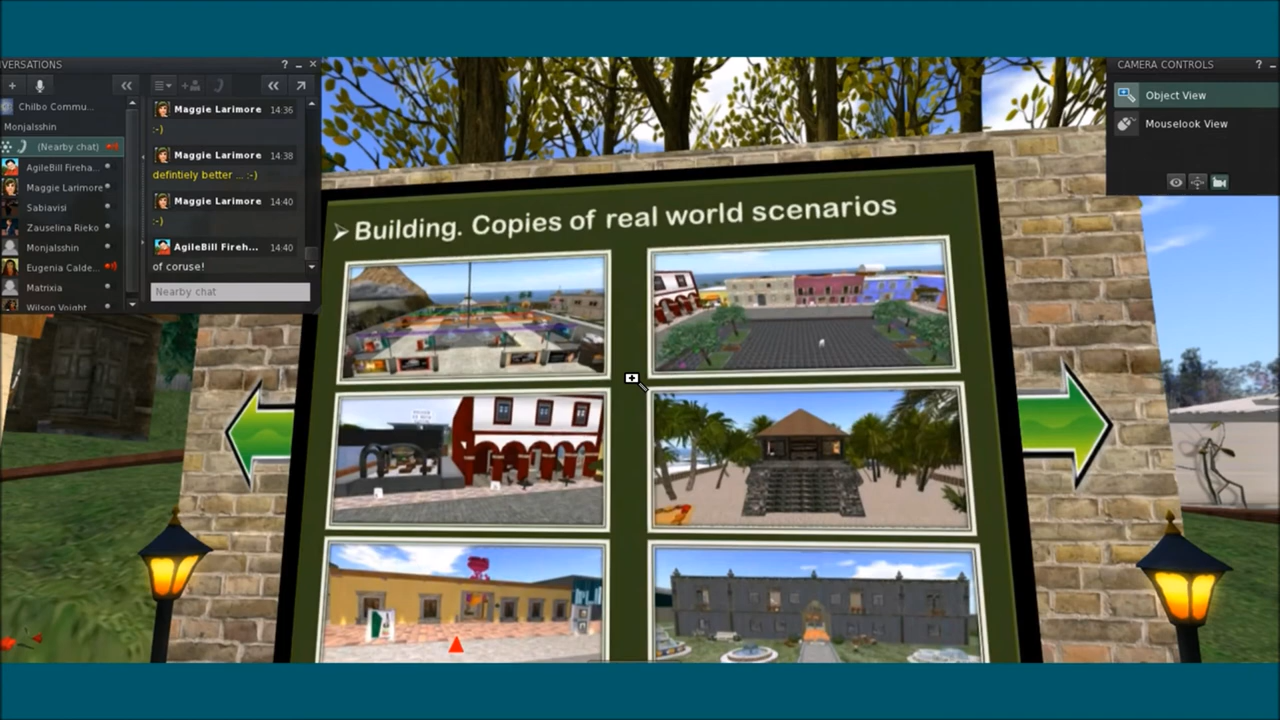 VERSATIONS
? _ ×
Chilbo Commu...
Monjalsshin
(Nearby chat)
AgileBill Fireha...
Maggie Larimore
Sabiavisi
Zauselina Rieko
Monjalsshin
Eugenia Calde...
Matrixia
Wilson Voight
Maggie Larimore 14:36
:-)
Maggie Larimore 14:38
defintiely better ... :-)
Maggie Larimore 14:40
:-)
AgileBill Fireh... 14:40
of coruse!
Nearby chat
CAMERA CONTROLS ? _
Object View
Mouselook View
➢ Building. Copies of real world scenarios